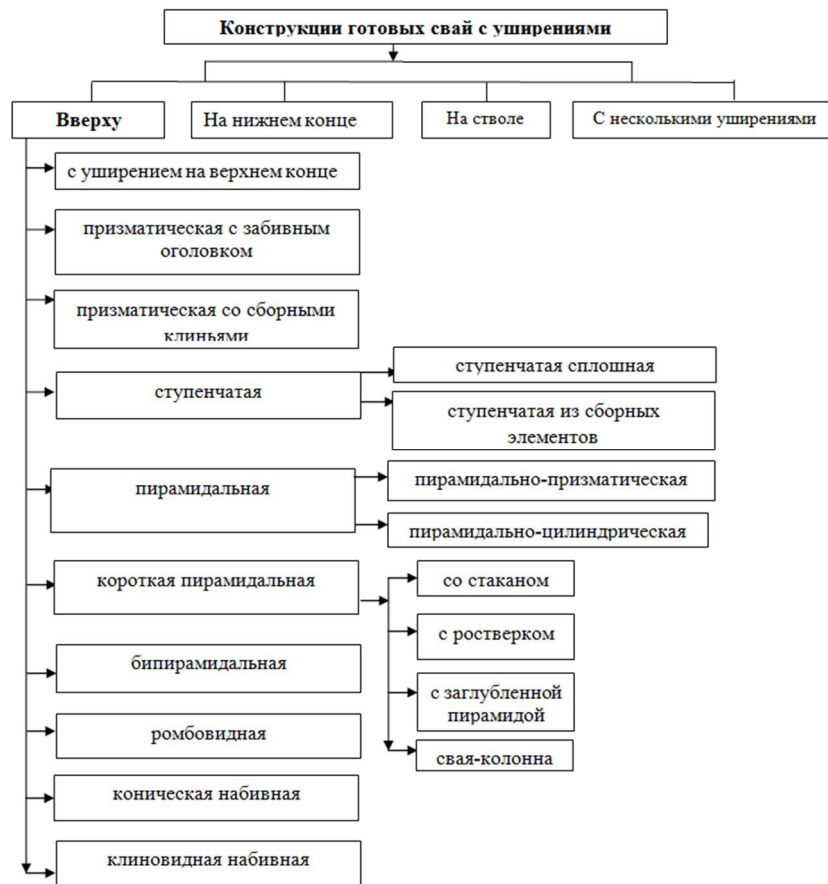 Конструкции готовых свай с уширениями
Вверху
На нижнем конце
На стволе
С несколькими уширениями
с уширением на верхнем конце
призматическая с забивным
оголовком
призматическая со сборными
клиньями
ступенчатая
ступенчатая сплошная
ступенчатая из сборных
элементов
пирамидальная
пирамидально-призматическая
пирамидально-цилиндрическая
короткая пирамидальная
со стаканом
с ростверком
с заглубленной
пирамидой
свая-колонна
бипирамидальная
ромбовидная
коническая набивная
клиновидная набивная